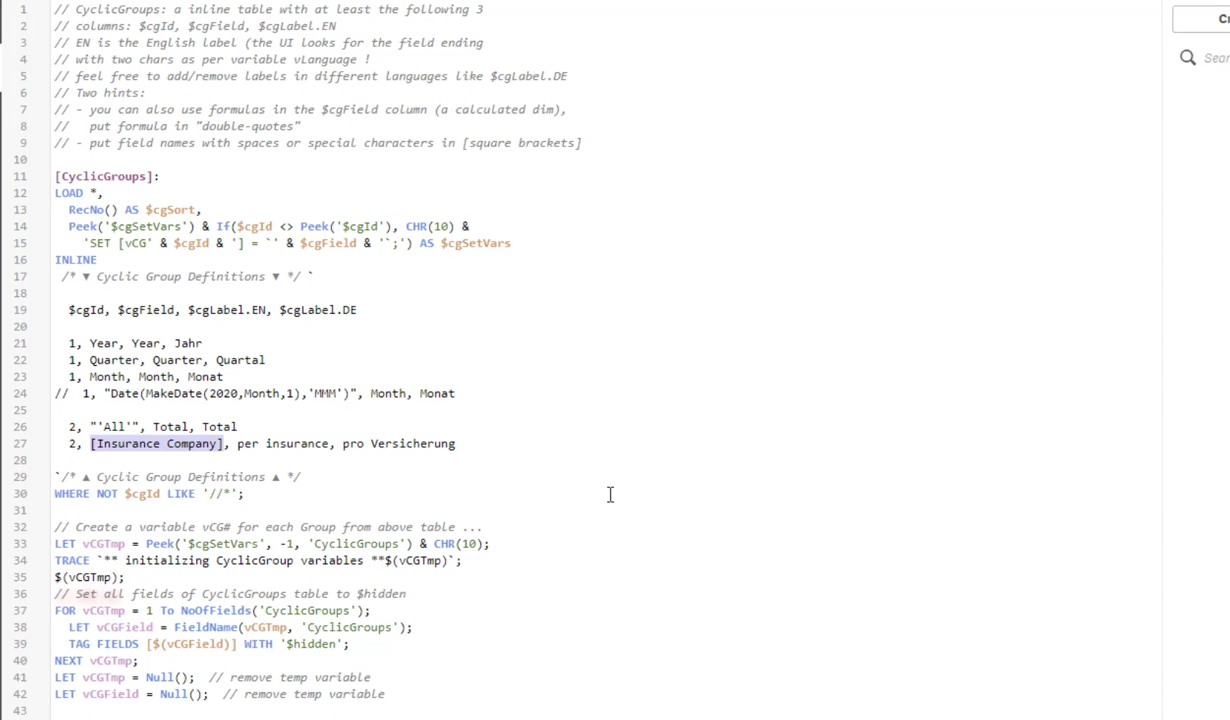 1 // CyclicGroups: a inline table with at least the following 3
2 // columns: $cgId, $cgField, $cgLabel.EN
3 // EN is the English label (the UI looks for the field ending
4 // with two chars as per variable vLanguage !
5 // feel free to add/remove labels in different languages like $cgLabel.DE
6 // Two hints:
7 // - you can also use formulas in the $cgField column (a calculated dim),
8 //   put formula in "double-quotes"
9 // - put field names with spaces or special characters in [square brackets]
10
11 [CyclicGroups]:
12 LOAD *,
13   RecNo() AS $cgSort,
14   Peek('$cgSetVars') & If($cgId <> Peek('$cgId'), CHR(10) &
15     'SET [vCG' & $cgId & '] = `' & $cgField & '`;') AS $cgSetVars
16 INLINE
17  /* ▼ Cyclic Group Definitions ▼ */ `
18
19   $cgId, $cgField, $cgLabel.EN, $cgLabel.DE
20
21   1, Year, Year, Jahr
22   1, Quarter, Quarter, Quartal
23   1, Month, Month, Monat
24 //  1, "Date(MakeDate(2020,Month,1),'MMM')", Month, Monat
25
26   2, "'All'", Total, Total
27   2, [Insurance Company], per insurance, pro Versicherung
28
29 `/* ▲ Cyclic Group Definitions ▲ */
30 WHERE NOT $cgId LIKE '//*';
31
32 // Create a variable vCG# for each Group from above table ...
33 LET vCGTmp = Peek('$cgSetVars', -1, 'CyclicGroups') & CHR(10);
34 TRACE `** initializing CyclicGroup variables **$(vCGTmp)`;
35 $(vCGTmp);
36 // Set all fields of CyclicGroups table to $hidden
37 FOR vCGTmp = 1 To NoOfFields('CyclicGroups');
38   LET vCGField = FieldName(vCGTmp, 'CyclicGroups');
39   TAG FIELDS [$(vCGField)] WITH '$hidden';
40 NEXT vCGTmp;
41 LET vCGTmp = Null();  // remove temp variable
42 LET vCGField = Null();  // remove temp variable
43